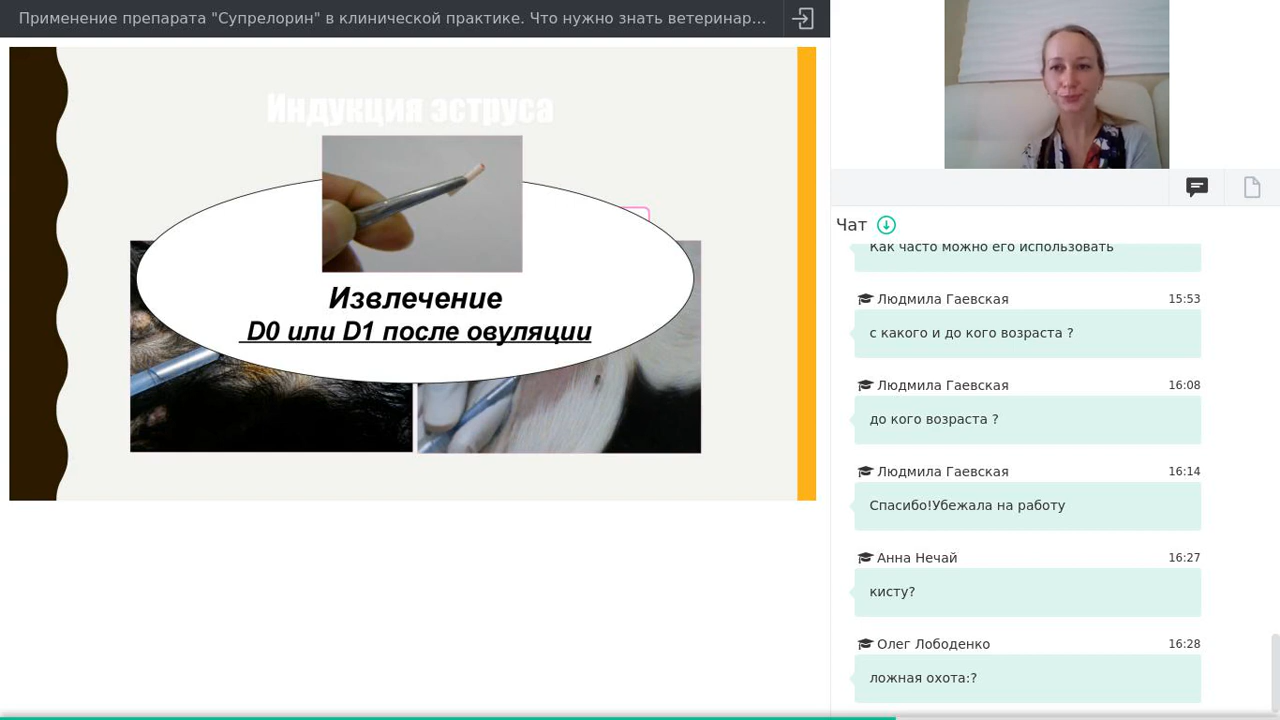 Применение препарата "Супрелорин" в клинической практике. Что нужно знать ветеринар...
Индукция эструса
Извлечение
D0 или D1 после овуляции
Чат
Как часто можно его использовать
Людмила Гаевская 15:53
с какого и до кого возраста ?
Людмила Гаевская 16:08
до кого возраста ?
Людмила Гаевская 16:14
Спасибо!Убежала на работу
Анна Нечай 16:27
кисту?
Олег Лободенко 16:28
ложная охота:?